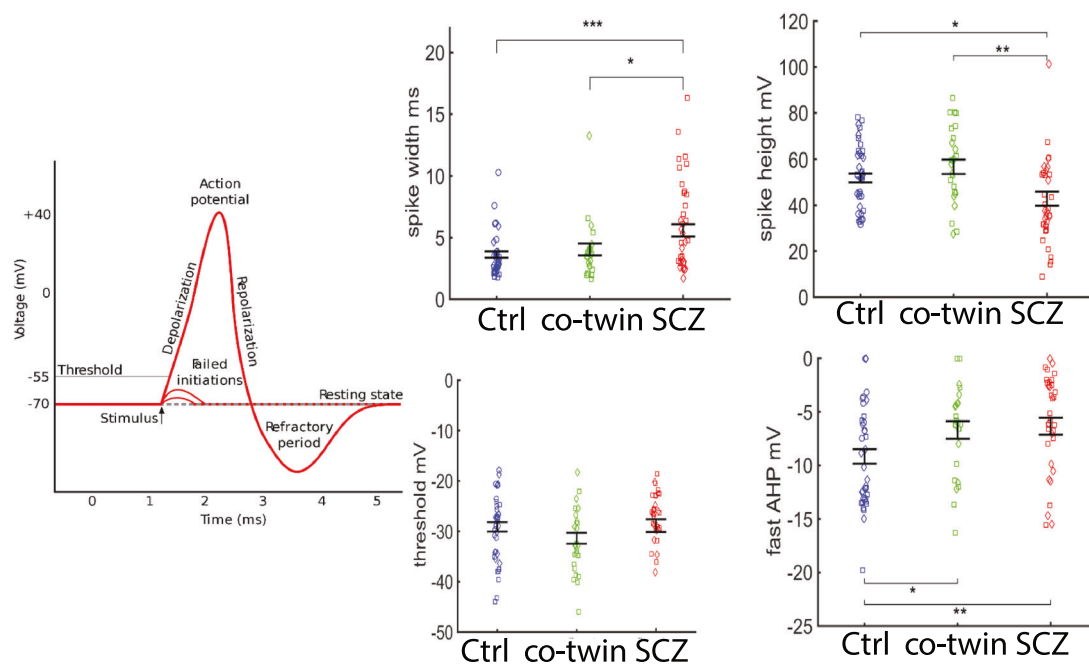 Action
potential
+40
Voltage (mV)
0
-55
-70
Depolarization
Repolarization
Threshold
Failed
initiations
Stimulus
Resting state
Refractory
period
0 1 2 3 4 5
Time (ms)
***
*
20
15
10
5
0
spike width ms
Ctrl co-twin SCZ
*
**
120
100
80
60
40
20
0
spike height mV
Ctrl co-twin SCZ
0
-10
-20
-30
-40
-50
threshold mV
Ctrl co-twin SCZ
0
-5
-10
-15
-20
-25
fast AHP mV
*
**
Ctrl co-twin SCZ